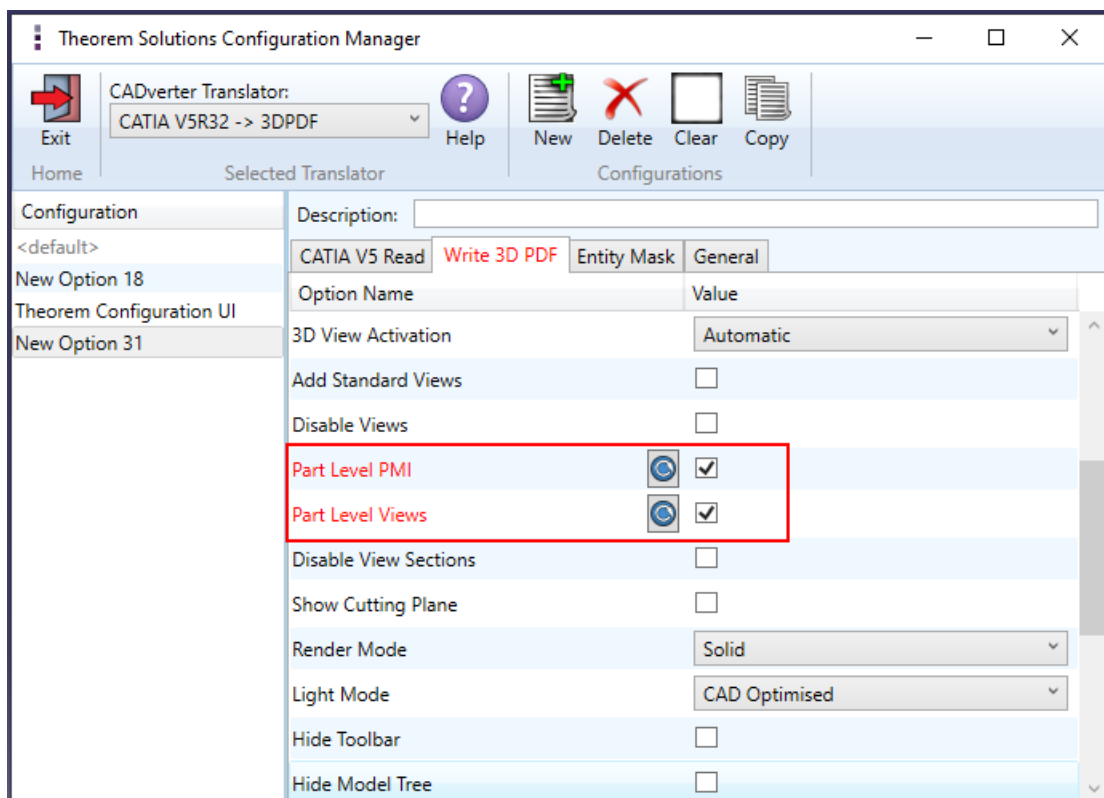 Theorem Solutions Configuration Manager
CADverter Translator:
CATIA V5R32 -> 3DPDF
Exit
Help
New
Delete
Clear
Copy
Home
Selected Translator
Configurations
Configuration
<default>
New Option 18
Theorem Configuration UI
New Option 31
Description:
CATIA V5 Read
Write 3D PDF
Entity Mask
General
Option Name
Value
3D View Activation
Automatic
Add Standard Views
Disable Views
Part Level PMI
Part Level Views
Disable View Sections
Show Cutting Plane
Render Mode
Solid
Light Mode
CAD Optimised
Hide Toolbar
Hide Model Tree